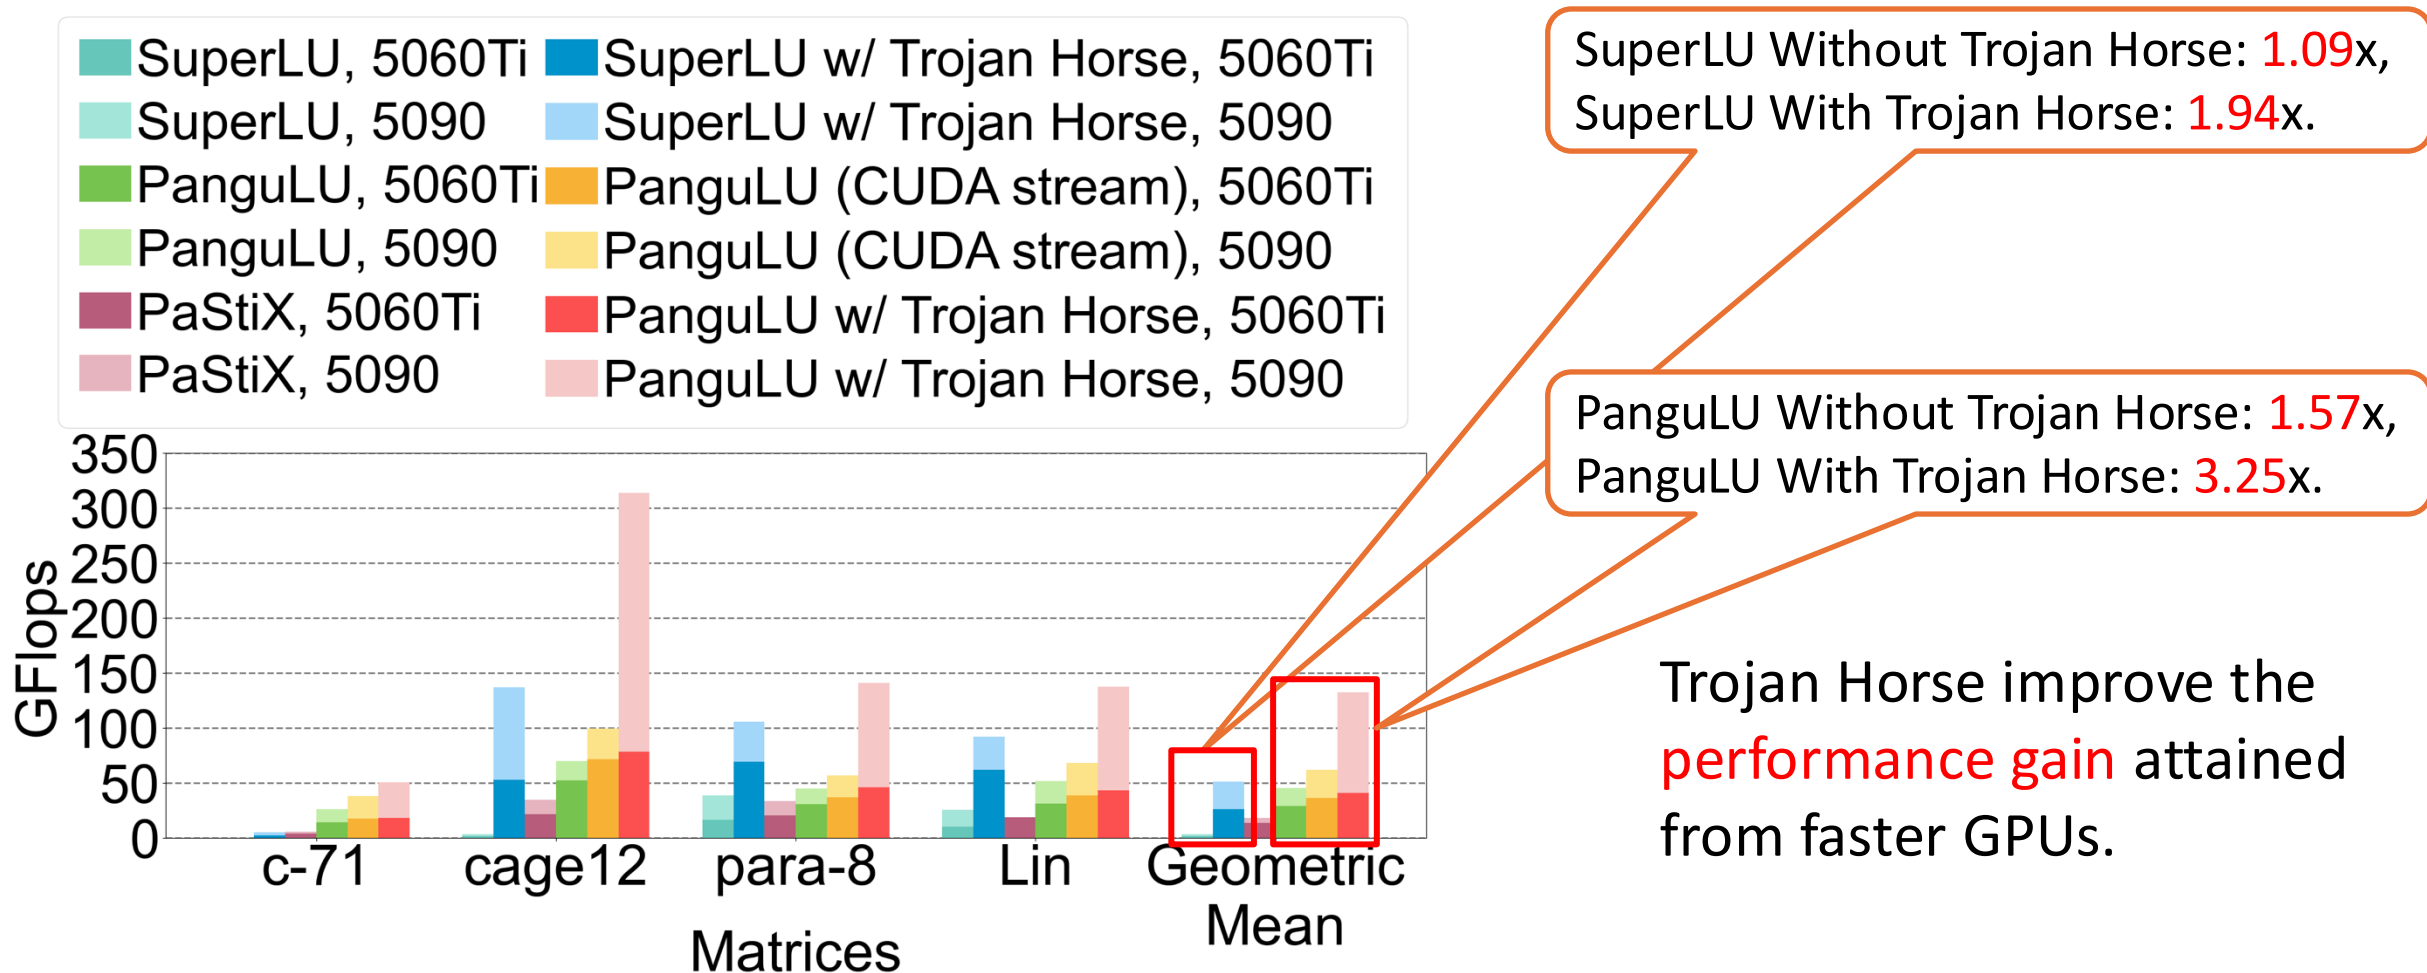 SuperLU, 5060Ti
SuperLU, 5090
PanguLU, 5060Ti
PanguLU, 5090
PaStiX, 5060Ti
PaStiX, 5090
SuperLU w/ Trojan Horse, 5060Ti
SuperLU w/ Trojan Horse, 5090
PanguLU (CUDA stream), 5060Ti
PanguLU (CUDA stream), 5090
PanguLU w/ Trojan Horse, 5060Ti
PanguLU w/ Trojan Horse, 5090
SuperLU Without Trojan Horse: 1.09x,
SuperLU With Trojan Horse: 1.94x.
PanguLU Without Trojan Horse: 1.57x,
PanguLU With Trojan Horse: 3.25x.
GFlops
350
300
250
200
150
100
50
0
c-71
cage12
para-8
Lin
Geometric
Mean
Matrices
Trojan Horse improve the
performance gain attained
from faster GPUs.